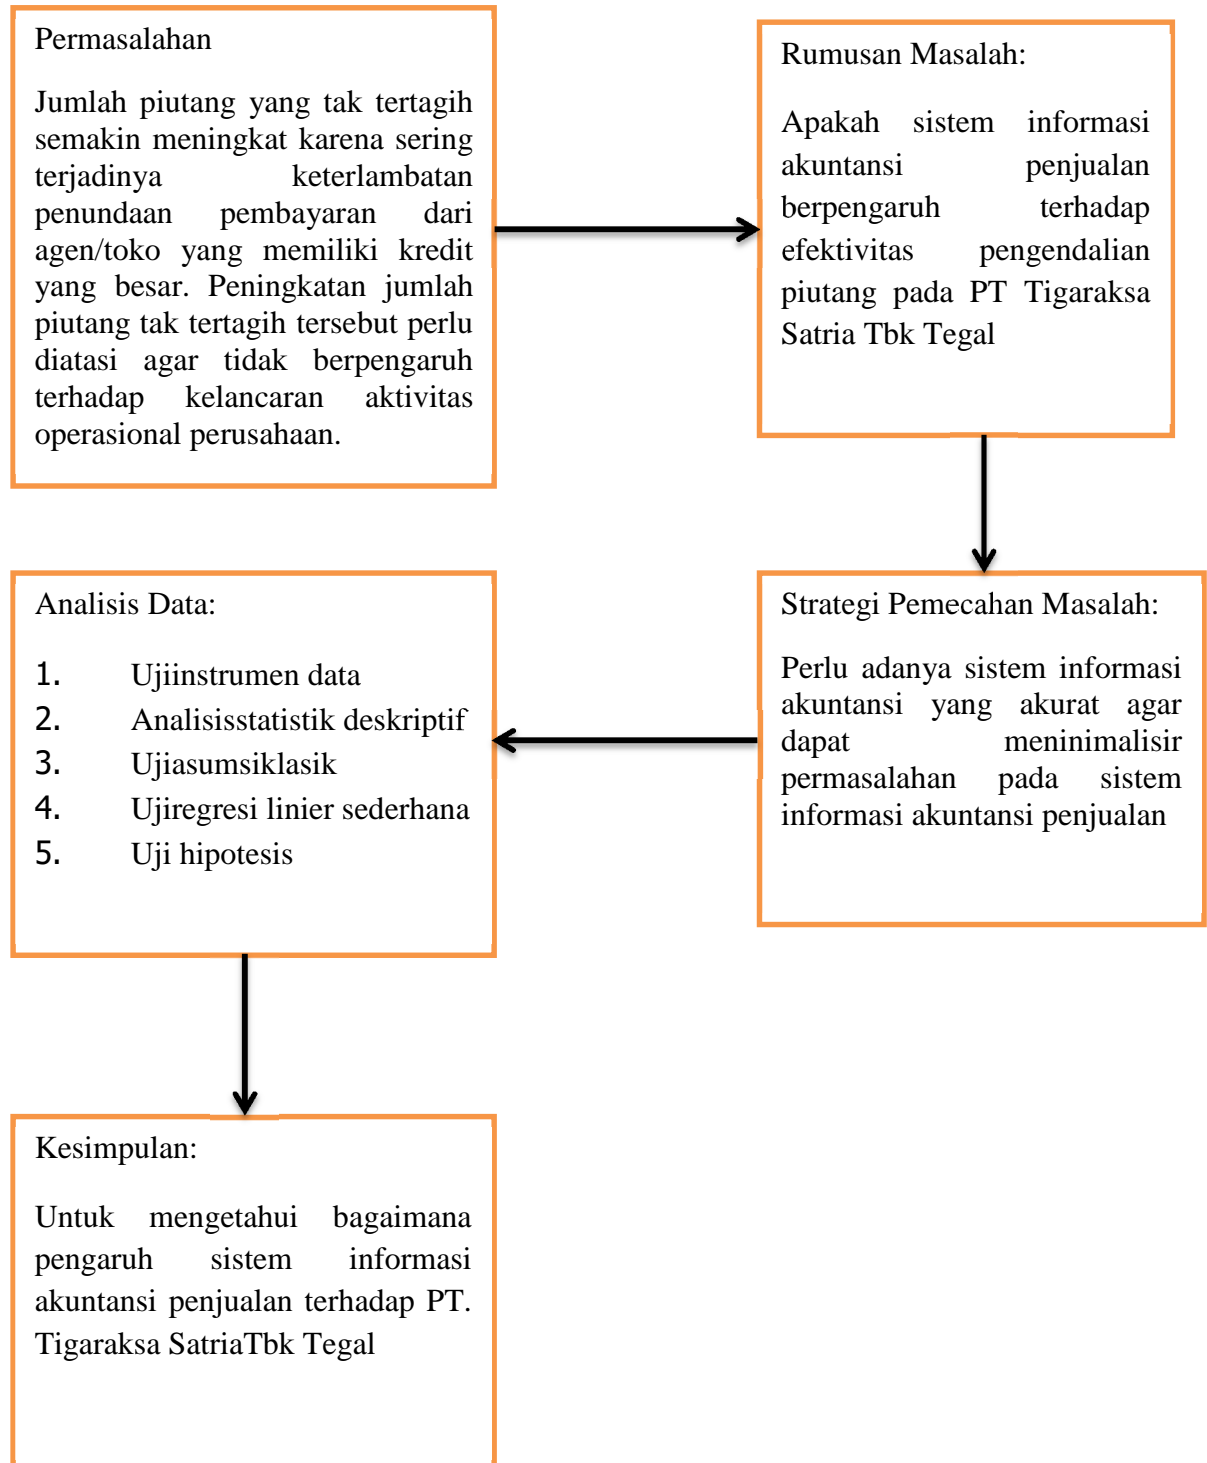 Permasalahan
Jumlah piutang yang tak tertagih
semakin meningkat karena sering
terjadinya keterlambatan
penundaan pembayaran dari
agen/toko yang memiliki kredit
yang besar. Peningkatan jumlah
piutang tak tertagih tersebut perlu
diatasi agar tidak berpengaruh
terhadap kelancaran aktivitas
operasional perusahaan.
Rumusan Masalah:
Apakah sistem informasi
akuntansi penjualan
berpengaruh terhadap
efektivitas pengendalian
piutang pada PT Tigaraksa
Satria Tbk Tegal
Strategi Pemecahan Masalah:
Perlu adanya sistem informasi
akuntansi yang akurat agar
dapat meninimalisir
permasalahan pada sistem
informasi akuntansi penjualan
Analisis Data:
1. Ujiinstrumen data
2. Analisisstatistik deskriptif
3. Ujiasumsiklasik
4. Ujiregresi linier sederhana
5. Uji hipotesis
Kesimpulan:
Untuk mengetahui bagaimana
pengaruh sistem informasi
akuntansi penjualan terhadap PT.
Tigaraksa SatriaTbk Tegal